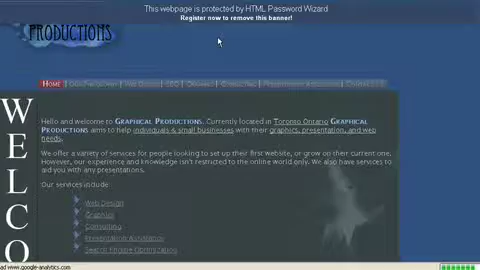 This webpage is protected by HTML Password Wizard
Register now to remove this banner!
PRODUCTIONS
HOME
SEO
WELCO
Hello and welcome to GRAPHICAL PRODUCTIONS. Currently located in Toronto Ontario GRAPHICAL
PRODUCTIONS aims to help individuals & small businesses with their graphics, presentation, and web
needs.
We offer a variety of services for people looking to set up their first website, or grow on their current one.
However, our experience and knowledge isn't restricted to the online world only. We also have services to
aid you with any presentations.
Our services include:
Web Design
Graphics
Consulting
Presentation Assistance
Search Engine Optimization
ad www.google-analytics.com